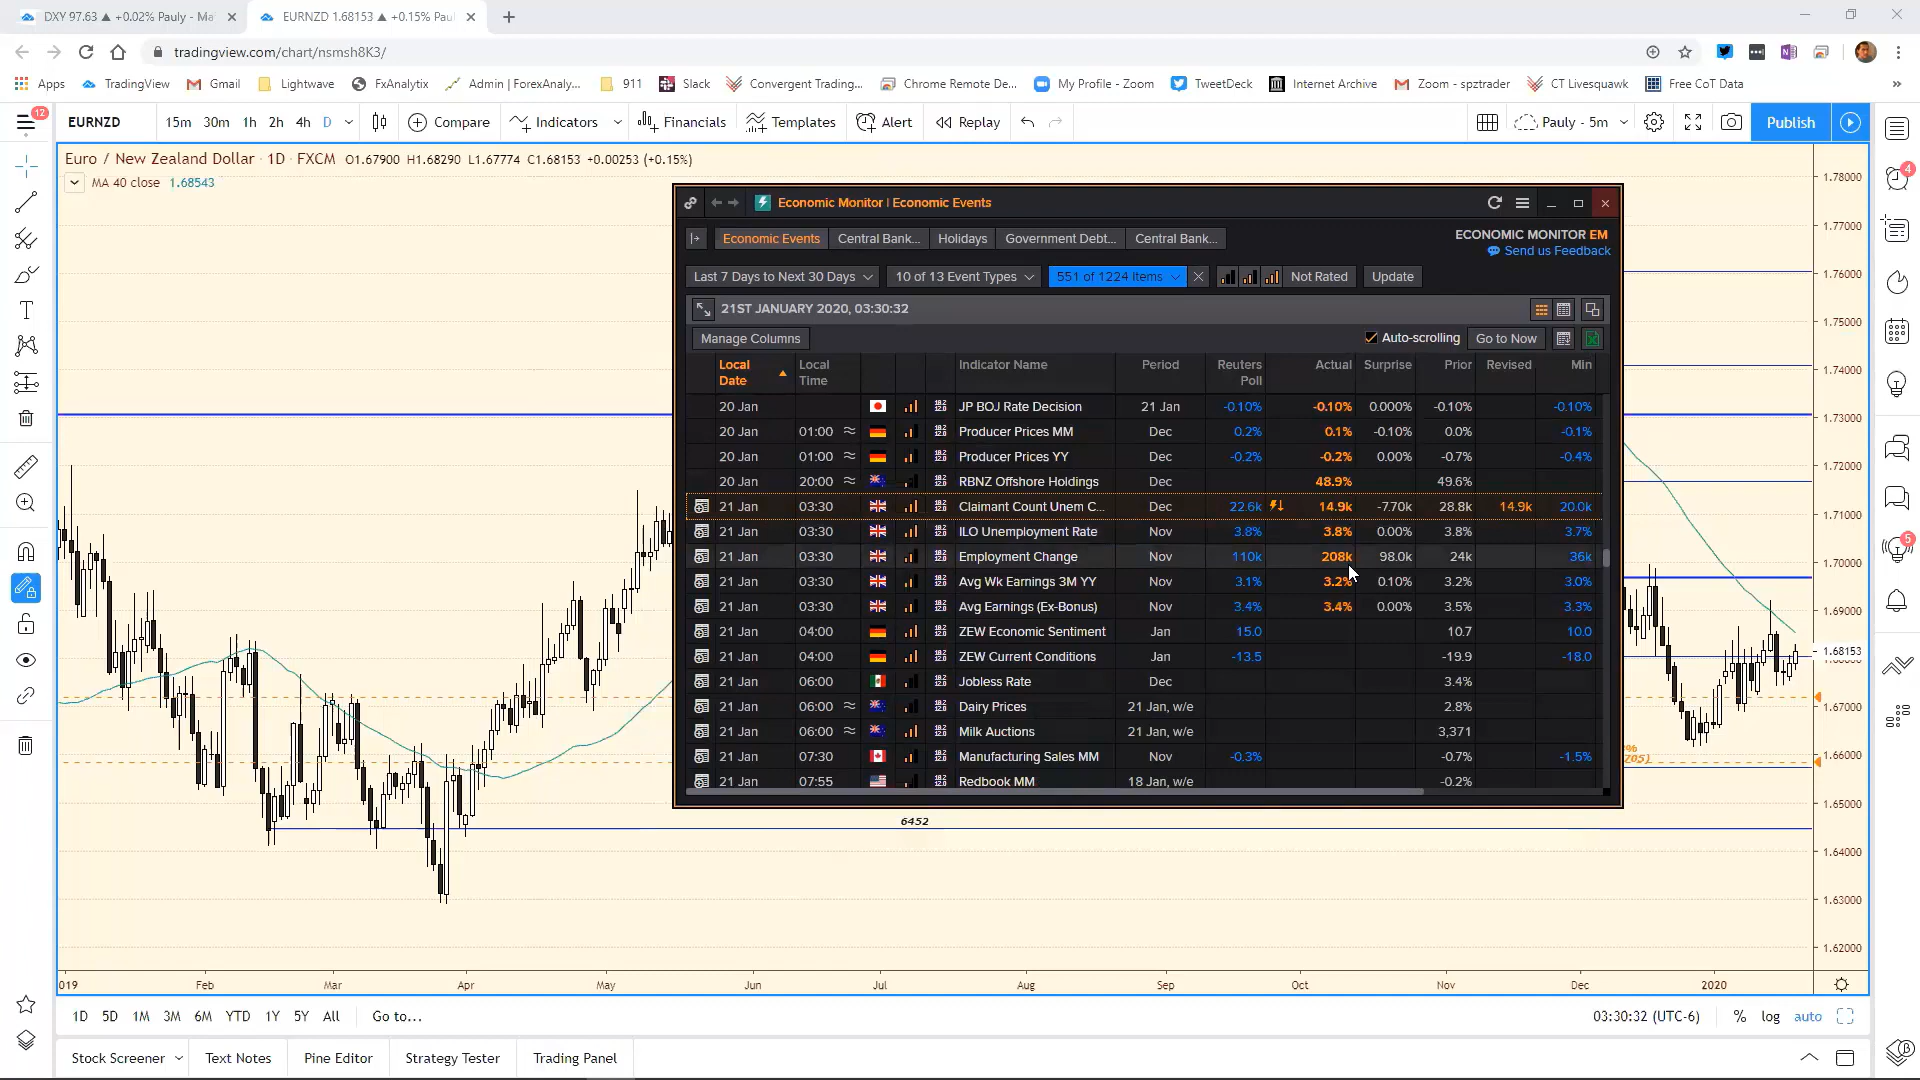 DXY 97.63 ▲ +0.02% Pauly - Ma
EURNZD 1.68153 ▲ +0.15% Paul
tradingview.com/chart/nsmsh8K3/
Apps TradingView Gmail Lightwave FxAnalytix Admin | ForexAnaly... 911 Slack Convergent Trading... Chrome Remote De... My Profile - Zoom TweetDeck Internet Archive Zoom - spztrader CT Livesquawk Free CoT Data »
12 EURNZD 15m 30m 1h 2h 4h D Compare Indicators Financials Templates Alert Replay Pauly - 5m Publish
Euro / New Zealand Dollar · 1D · FXCM O1.67900 H1.68290 L1.67774 C1.68153 +0.00253 (+0.15%)
MA 40 close 1.68543
Economic Monitor | Economic Events
Economic Events Central Bank... Holidays Government Debt... Central Bank...
ECONOMIC MONITOR EM
Send us Feedback
Last 7 Days to Next 30 Days 10 of 13 Event Types 551 of 1224 Items Not Rated Update
21ST JANUARY 2020, 03:30:32
Manage Columns Auto-scrolling Go to Now
Local Date Local Time Indicator Name Period Reuters Poll Actual Surprise Prior Revised Min
20 Jan JP BOJ Rate Decision 21 Jan -0.10% -0.10% 0.000% -0.10% -0.10%
20 Jan 01:00 Producer Prices MM Dec 0.2% 0.1% -0.10% 0.0% -0.1%
20 Jan 01:00 Producer Prices YY Dec -0.2% -0.2% 0.00% -0.7% -0.4%
20 Jan 20:00 RBNZ Offshore Holdings Dec 48.9% 49.6%
21 Jan 03:30 Claimant Count Unem C... Dec 22.6k 14.9k -7.70k 28.8k 14.9k 20.0k
21 Jan 03:30 ILO Unemployment Rate Nov 3.8% 3.8% 0.00% 3.8% 3.7%
21 Jan 03:30 Employment Change Nov 110k 208k 98.0k 24k 36k
21 Jan 03:30 Avg Wk Earnings 3M YY Nov 3.1% 3.2% 0.10% 3.2% 3.0%
21 Jan 03:30 Avg Earnings (Ex-Bonus) Nov 3.4% 3.4% 0.00% 3.5% 3.3%
21 Jan 04:00 ZEW Economic Sentiment Jan 15.0 10.7 10.0
21 Jan 04:00 ZEW Current Conditions Jan -13.5 -19.9 -18.0
21 Jan 06:00 Jobless Rate Dec 3.4%
21 Jan 06:00 Dairy Prices 21 Jan, w/e 2.8%
21 Jan 06:00 Milk Auctions 21 Jan, w/e 3,371
21 Jan 07:30 Manufacturing Sales MM Nov -0.3% -0.7% -1.5%
21 Jan 07:55 Redbook MM 18 Jan, w/e -0.2%
1.78000
1.77000
1.76000
1.75000
1.74000
1.73000
1.72000
1.71000
1.70000
1.69000
1.68153
1.67000
1.66000
1.65000
1.64000
1.63000
1.62000
4
5
6452
019 Feb Mar Apr May Jun Jul Aug Sep Oct Nov Dec 2020
1D 5D 1M 3M 6M YTD 1Y 5Y All Go to... 03:30:32 (UTC-6) % log auto
Stock Screener Text Notes Pine Editor Strategy Tester Trading Panel